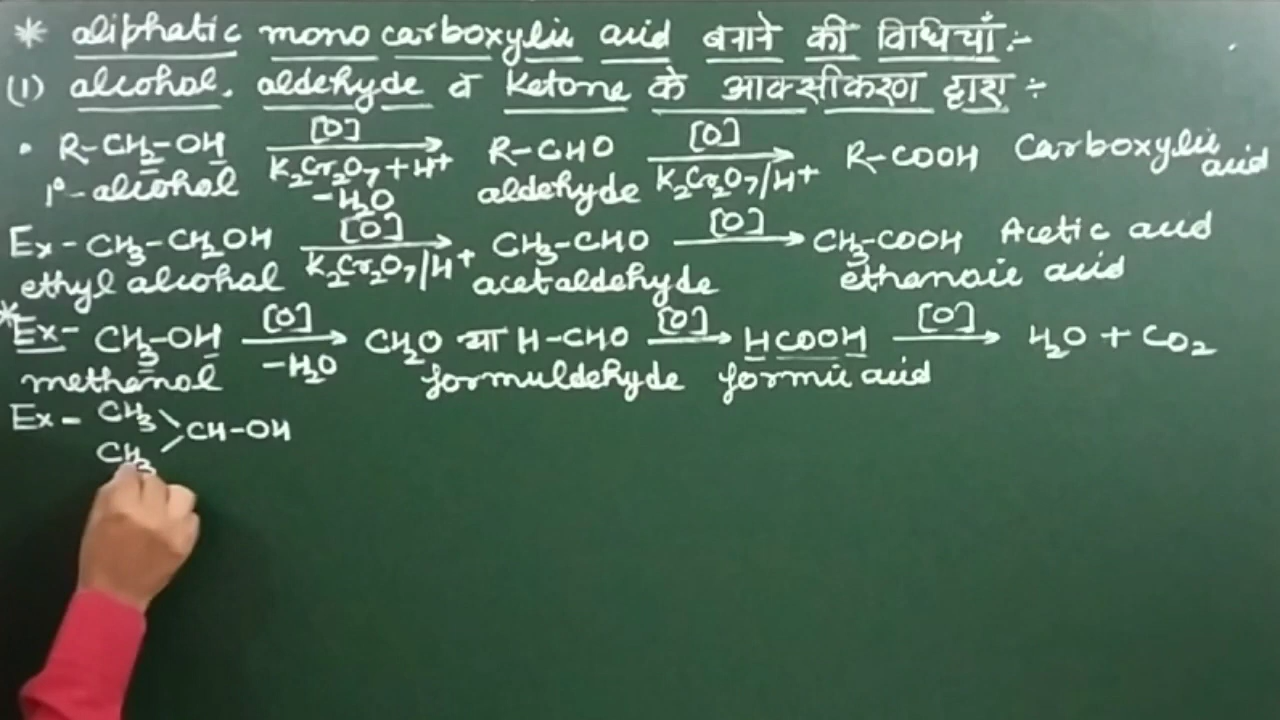 * aliphatic mono carboxylic acid बनाने की विधियाँ :-
(1) alcohol, aldehyde व ketone के आक्सीकरण द्वारा ÷
• R-CH₂-OH [O] K₂Cr₂O₇+H⁺ -H₂O R-CHO [O] K₂Cr₂O₇/H⁺ R-COOH Carboxylic acid
1°-alcohol aldehyde
Ex- CH₃-CH₂OH [O] K₂Cr₂O₇/H⁺ CH₃-CHO [O] CH₃-COOH Acetic acid
ethyl alcohol acetaldehyde ethanoic acid
* Ex- CH₃-OH [O] -H₂O CH₂O या H-CHO [O] HCOOH [O] H₂O + CO₂
methanol formuldehyde formic acid
Ex- CH₃ CH₃ > CH-OH